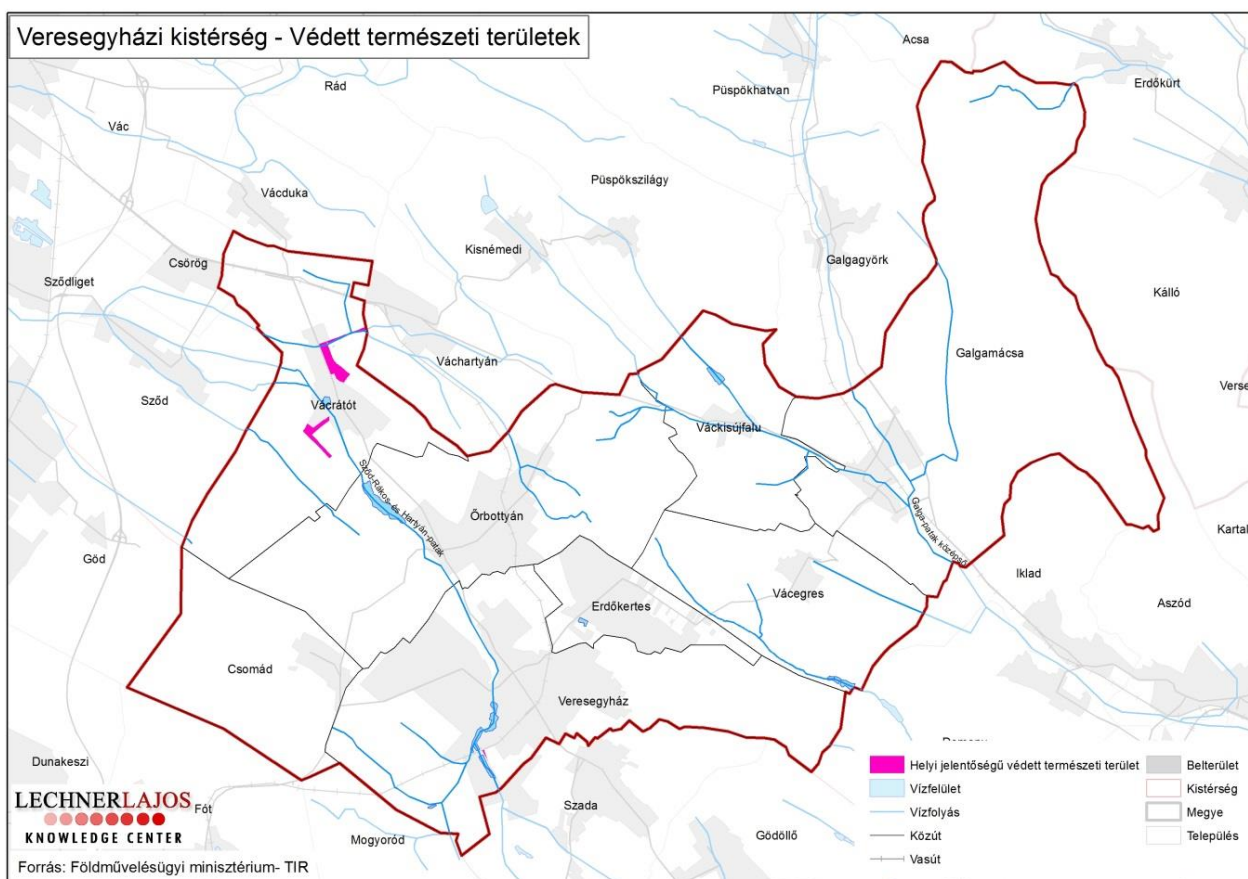 Veresegyházi kistérség - Védett természeti területek
Acsa
Erdőkürt
Püspökhatvan
Rád
Vác
Püspökszilágy
Vácduka
Kisnémedi
Galgagyörk
Csörög
Sződliget
Kálló
Galgamácsa
Váchartyán
Sződ
Vácrátót
Váckisújfalu
Sződ-Rákos- és Hartyán-patak
Őrbottyán
Galga-patak középső
Kartal
Göd
Iklad
Aszód
Vácegres
Erdőkertes
Csomád
Veresegyház
Dunakeszi
Fót
Szada
Mogyoród
Gödöllő
Helyi jelentőségű védett természeti terület
Vízfelület
Vízfolyás
Közút
Vasút
Belterület
Kistérség
Megye
Település
LECHNERLAJOS
KNOWLEDGE CENTER
Forrás: Földművelésügyi minisztérium- TIR